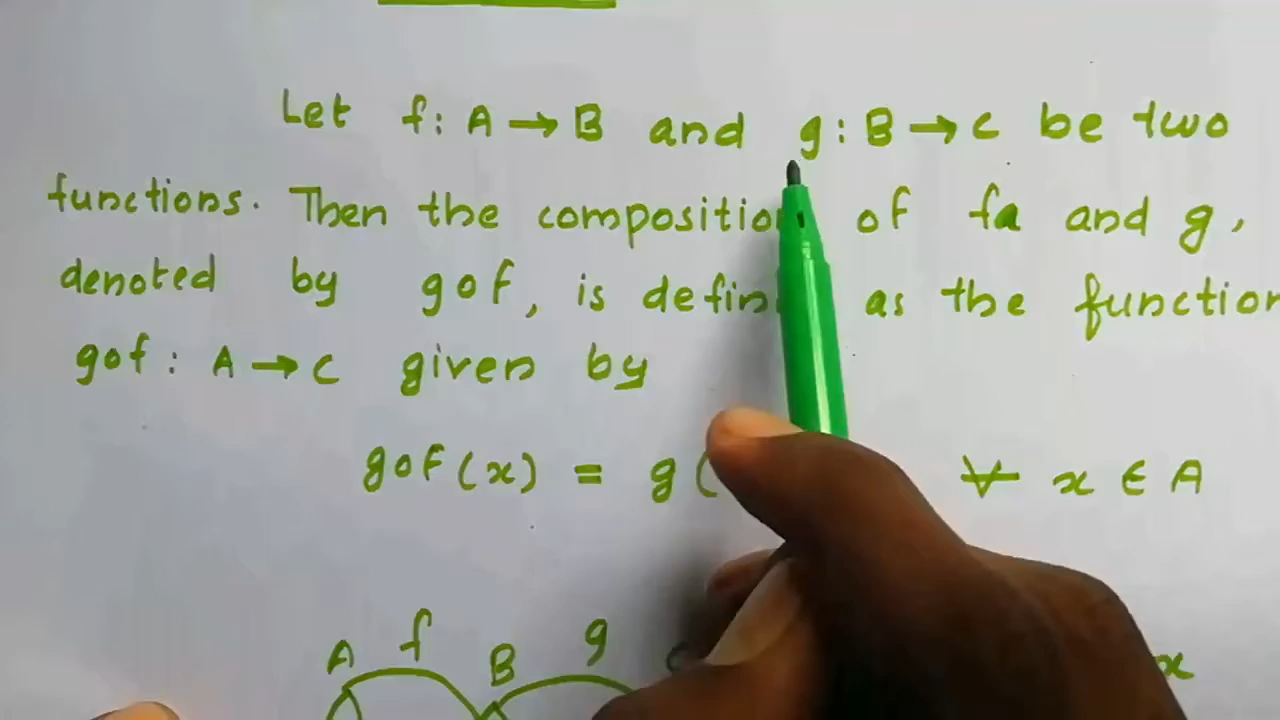 Let f: A → B and g: B → C be two
functions. Then the composition of fa and g,
denoted by gof, is as the function
gof: A → C given by
gof(x) = g( ∀ x ∈ A
A f B g
x